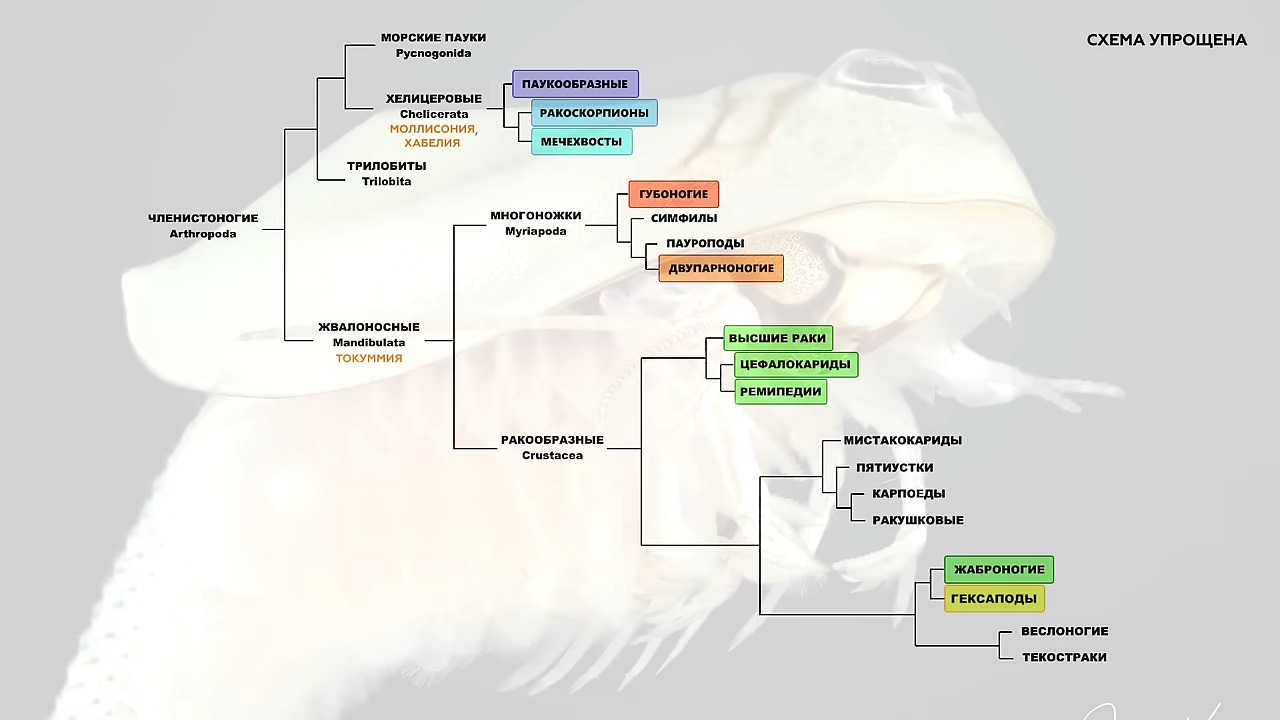 СХЕМА УПРОЩЕНА
МОРСКИЕ ПАУКИ
Pycnogonida
ХЕЛИЦЕРОВЫЕ
Chelicerata
МОЛЛИСОНИЯ,
ХАБЕЛИЯ
ПАУКООБРАЗНЫЕ
РАКОСКОРПИОНЫ
МЕЧЕХВОСТЫ
ТРИЛОБИТЫ
Trilobita
ЧЛЕНИСТОНОГИЕ
Arthropoda
МНОГОНОЖКИ
Myriapoda
ГУБОНОГИЕ
СИМФИЛЫ
ПАУРОПОДЫ
ДВУПАРНОНОГИЕ
ЖВАЛОНОСНЫЕ
Mandibulata
ТОКУММИЯ
ВЫСШИЕ РАКИ
ЦЕФАЛОКАРИДЫ
РЕМИПЕДИИ
РАКООБРАЗНЫЕ
Crustacea
МИСТАКОКАРИДЫ
ПЯТИУСТКИ
КАРПОЕДЫ
РАКУШКОВЫЕ
ЖАБРОНОГИЕ
ГЕКСАПОДЫ
ВЕСЛОНОГИЕ
ТЕКОСТРАКИ